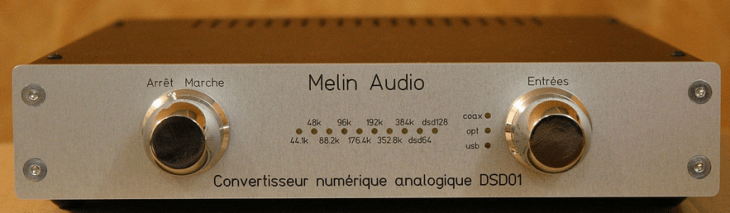 Arrêt Marche
Melin Audio
Entrées
48k 96k 192k 384k dsd128
44.1k 88.2k 176.4k 352.8k dsd64
coax
opt
usb
Convertisseur numérique analogique DSD01